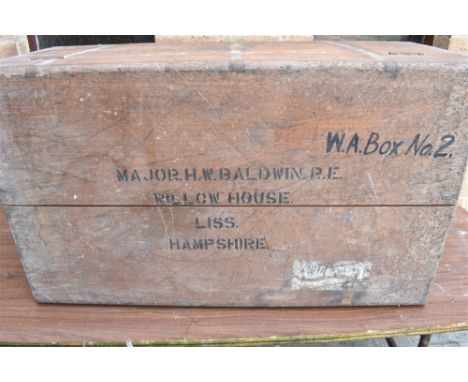 W.A.Box No.2.
MAJOR.H.W.BALDWIN.R.E.
WILLOW HOUSE.
LISS.
HAMPSHIRE.